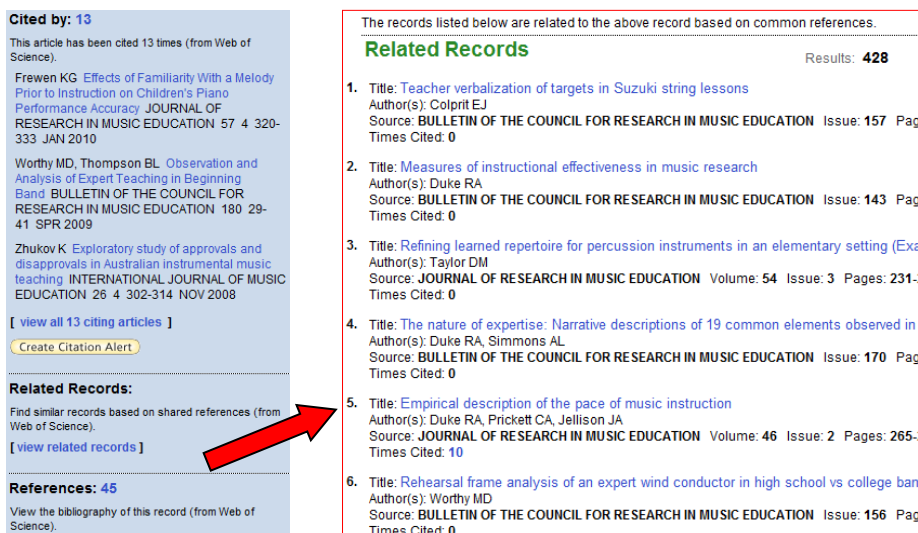 Cited by: 13
This article has been cited 13 times (from Web of
Science).
Frewen KG Effects of Familiarity With a Melody
Prior to Instruction on Children's Piano
Performance Accuracy JOURNAL OF
RESEARCH IN MUSIC EDUCATION 57 4 320-
333 JAN 2010
Worthy MD, Thompson BL Observation and
Analysis of Expert Teaching in Beginning
Band BULLETIN OF THE COUNCIL FOR
RESEARCH IN MUSIC EDUCATION 180 29-
41 SPR 2009
Zhukov K Exploratory study of approvals and
disapprovals in Australian instrumental music
teaching INTERNATIONAL JOURNAL OF MUSIC
EDUCATION 26 4 302-314 NOV 2008
[ view all 13 citing articles ]
Create Citation Alert
Related Records:
Find similar records based on shared references (from
Web of Science).
[ view related records ]
References: 45
View the bibliography of this record (from Web of
Science).
The records listed below are related to the above record based on common references.
Related Records
Results: 428
1. Title: Teacher verbalization of targets in Suzuki string lessons
Author(s): Colprit EJ
Source: BULLETIN OF THE COUNCIL FOR RESEARCH IN MUSIC EDUCATION Issue: 157 Pag
Times Cited: 0
2. Title: Measures of instructional effectiveness in music research
Author(s): Duke RA
Source: BULLETIN OF THE COUNCIL FOR RESEARCH IN MUSIC EDUCATION Issue: 143 Pag
Times Cited: 0
3. Title: Refining learned repertoire for percussion instruments in an elementary setting (Exa
Author(s): Taylor DM
Source: JOURNAL OF RESEARCH IN MUSIC EDUCATION Volume: 54 Issue: 3 Pages: 231-
Times Cited: 0
4. Title: The nature of expertise: Narrative descriptions of 19 common elements observed in
Author(s): Duke RA, Simmons AL
Source: BULLETIN OF THE COUNCIL FOR RESEARCH IN MUSIC EDUCATION Issue: 170 Pag
Times Cited: 0
5. Title: Empirical description of the pace of music instruction
Author(s): Duke RA, Prickett CA, Jellison JA
Source: JOURNAL OF RESEARCH IN MUSIC EDUCATION Volume: 46 Issue: 2 Pages: 265-
Times Cited: 10
6. Title: Rehearsal frame analysis of an expert wind conductor in high school vs college ban
Author(s): Worthy MD
Source: BULLETIN OF THE COUNCIL FOR RESEARCH IN MUSIC EDUCATION Issue: 156 Pag
Times Cited: 0